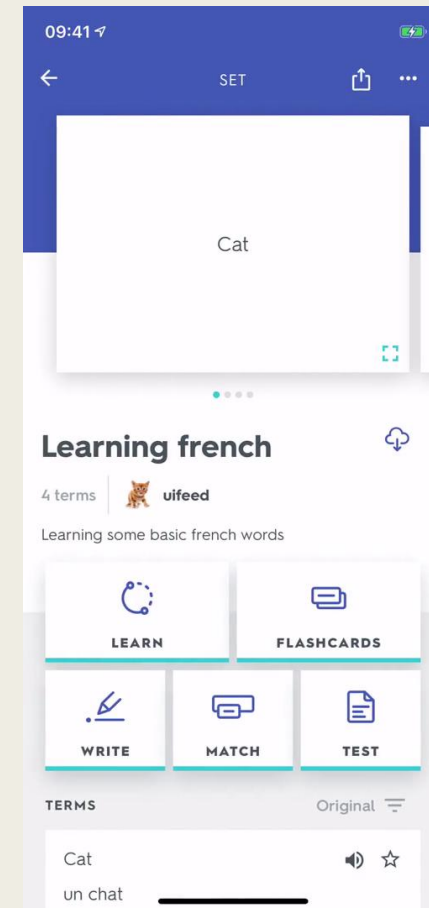 09:41
SET
Cat
Learning french
4 terms uifeed
Learning some basic french words
LEARN FLASHCARDS
WRITE MATCH TEST
TERMS Original
Cat
un chat